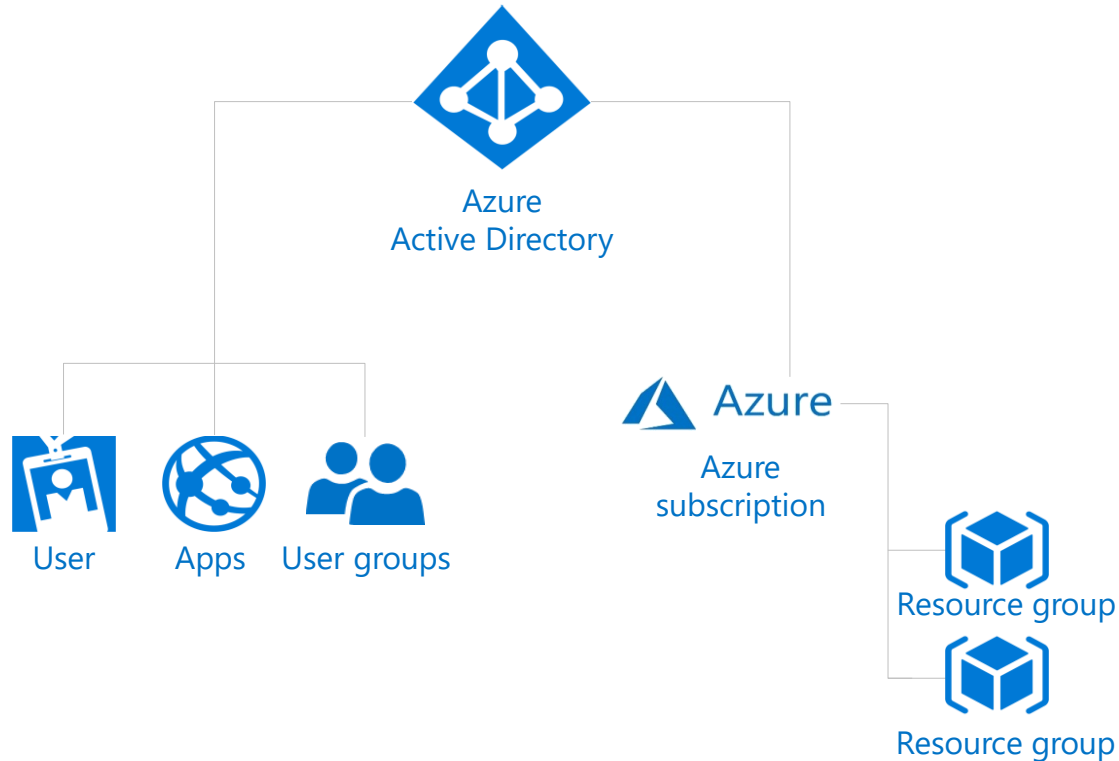 Azure
Active Directory
Azure
Azure
subscription
User
Apps
User groups
Resource group
Resource group